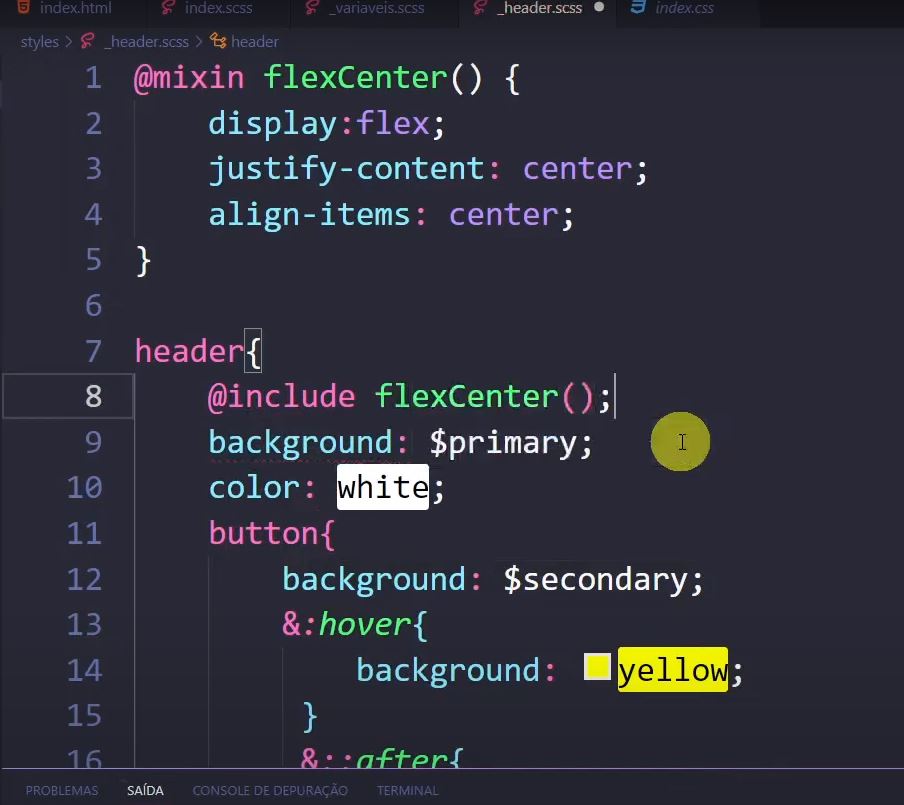 index.html index.scss _variaveis.scss _header.scss index.css
styles > _header.scss > header
1 @mixin flexCenter() {
2 display:flex;
3 justify-content: center;
4 align-items: center;
5 }
6
7 header{
8 @include flexCenter();
9 background: $primary;
10 color: white;
11 button{
12 background: $secondary;
13 &:hover{
14 background: yellow;
15 }
16 &::after{
PROBLEMAS SAÍDA CONSOLE DE DEPURAÇÃO TERMINAL